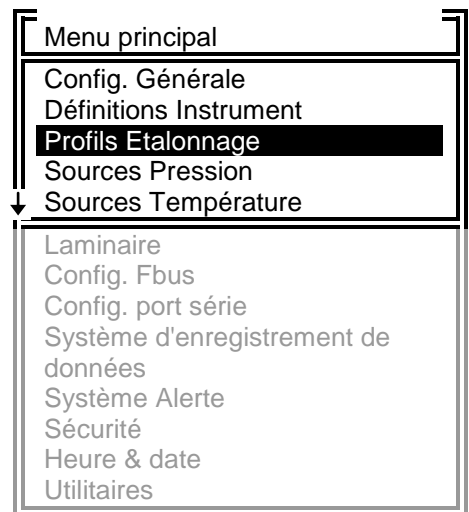 Menu principal
Config. Générale
Définitions Instrument
Profils Etalonnage
Sources Pression
Sources Température
Laminaire
Config. Fbus
Config. port série
Système d'enregistrement de
données
Système Alerte
Sécurité
Heure & date
Utilitaires